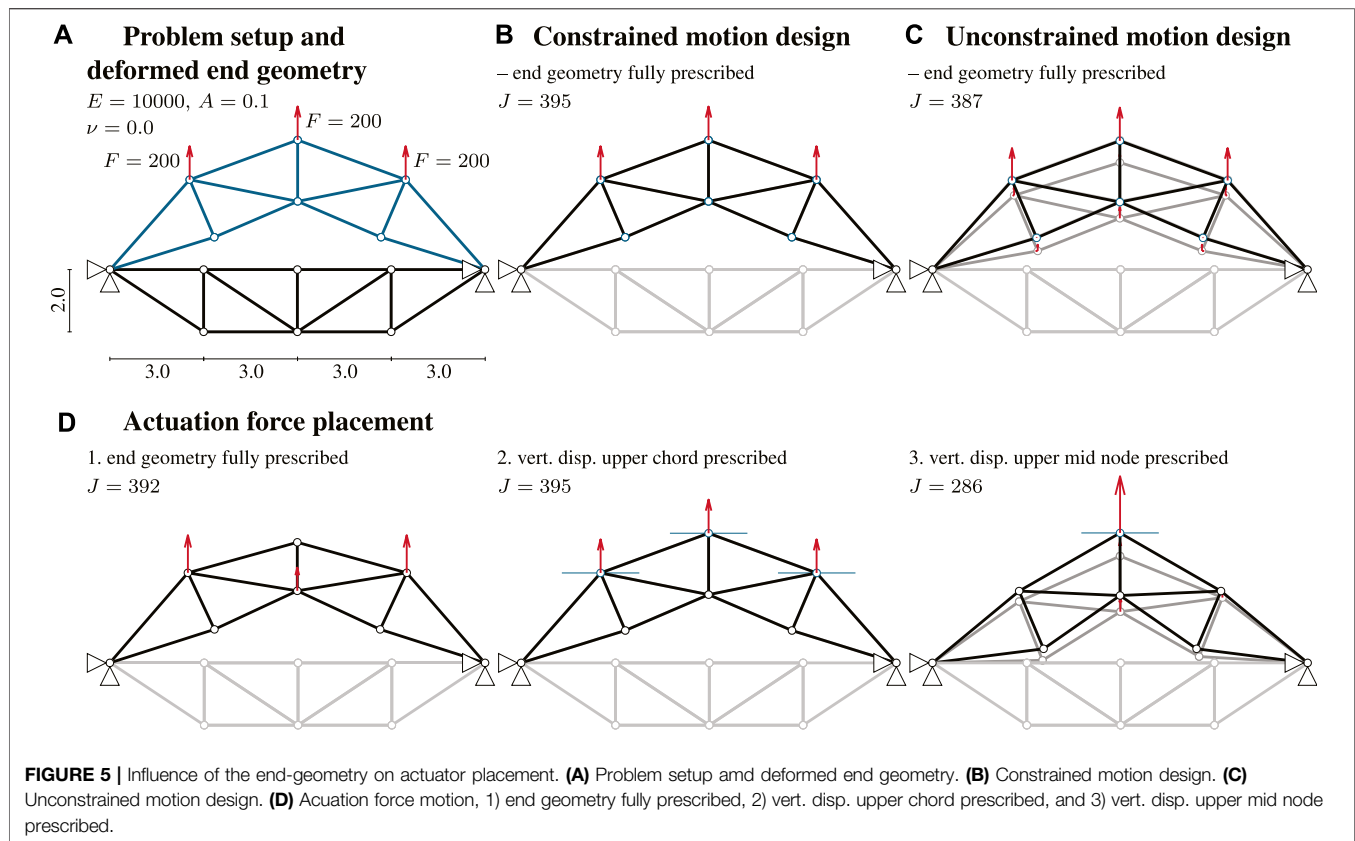 A Problem setup and
deformed end geometry
E = 10000, A = 0.1
ν = 0.0
F = 200
F = 200
F = 200
2.0
3.0 3.0 3.0 3.0
B Constrained motion design
– end geometry fully prescribed
J = 395
C Unconstrained motion design
– end geometry fully prescribed
J = 387
D Actuation force placement
1. end geometry fully prescribed
J = 392
2. vert. disp. upper chord prescribed
J = 395
3. vert. disp. upper mid node prescribed
J = 286
FIGURE 5 | Influence of the end-geometry on actuator placement. (A) Problem setup amd deformed end geometry. (B) Constrained motion design. (C)
Unconstrained motion design. (D) Acuation force motion, 1) end geometry fully prescribed, 2) vert. disp. upper chord prescribed, and 3) vert. disp. upper mid node
prescribed.